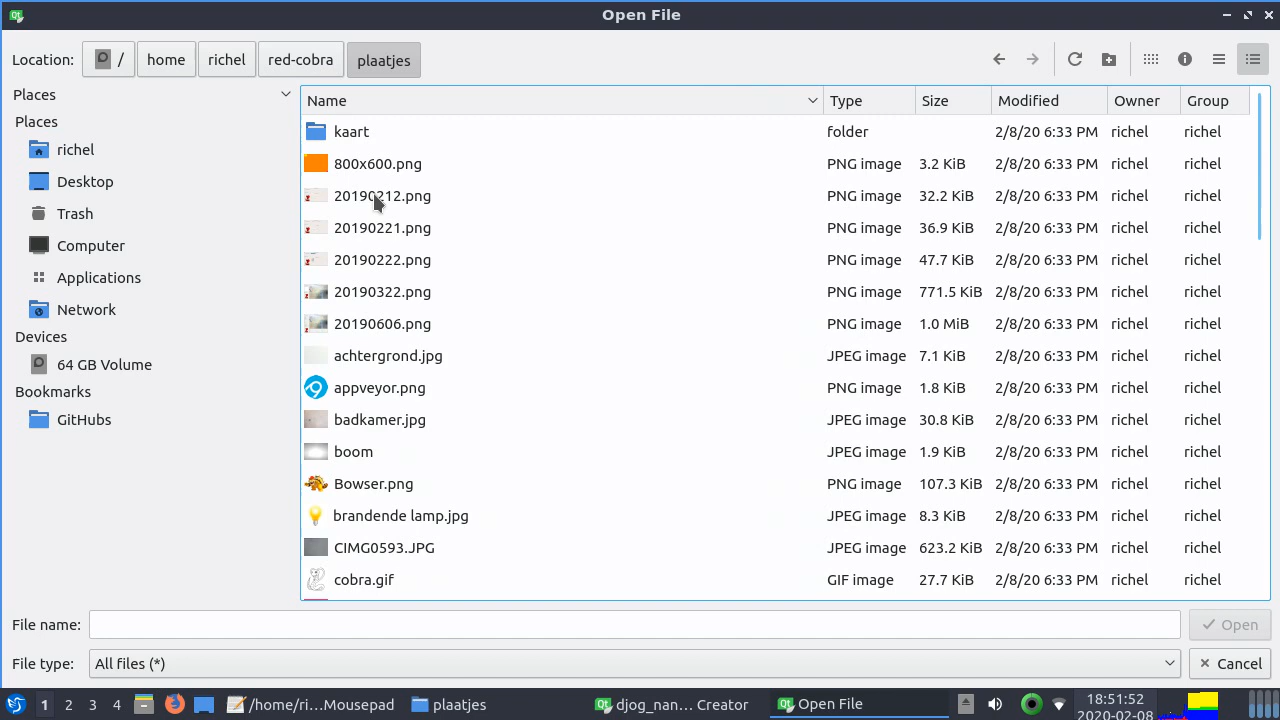 Open File
Location: / home richel red-cobra plaatjes
Places
Places
richel
Desktop
Trash
Computer
Applications
Network
Devices
64 GB Volume
Bookmarks
GitHubs
Name Type Size Modified Owner Group
kaart folder 2/8/20 6:33 PM richel richel
800x600.png PNG image 3.2 KiB 2/8/20 6:33 PM richel richel
20190212.png PNG image 32.2 KiB 2/8/20 6:33 PM richel richel
20190221.png PNG image 36.9 KiB 2/8/20 6:33 PM richel richel
20190222.png PNG image 47.7 KiB 2/8/20 6:33 PM richel richel
20190322.png PNG image 771.5 KiB 2/8/20 6:33 PM richel richel
20190606.png PNG image 1.0 MiB 2/8/20 6:33 PM richel richel
achtergrond.jpg JPEG image 7.1 KiB 2/8/20 6:33 PM richel richel
appveyor.png PNG image 1.8 KiB 2/8/20 6:33 PM richel richel
badkamer.jpg JPEG image 30.8 KiB 2/8/20 6:33 PM richel richel
boom JPEG image 1.9 KiB 2/8/20 6:33 PM richel richel
Bowser.png PNG image 107.3 KiB 2/8/20 6:33 PM richel richel
brandende lamp.jpg JPEG image 8.3 KiB 2/8/20 6:33 PM richel richel
CIMG0593.JPG JPEG image 623.2 KiB 2/8/20 6:33 PM richel richel
cobra.gif GIF image 27.7 KiB 2/8/20 6:33 PM richel richel
File name: Open
File type: All files (*) Cancel
1 2 3 4 /home/ri...Mousepad plaatjes djog_nan... Creator Open File 18:51:52
2020-02-08